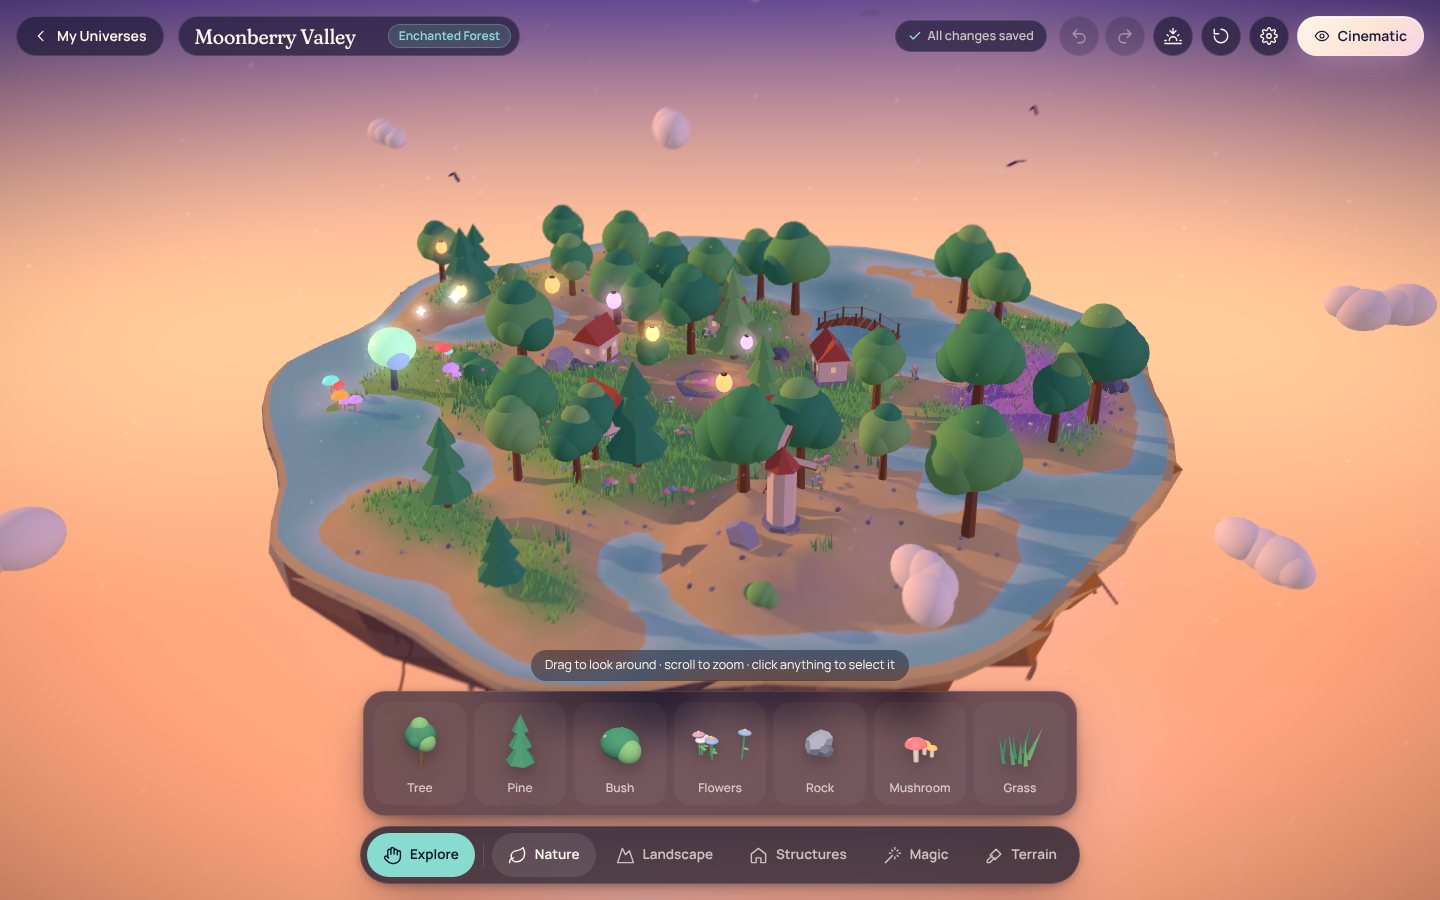 My Universes
Moonberry Valley
Enchanted Forest
All changes saved
Cinematic
Drag to look around · scroll to zoom · click anything to select it
Tree
Pine
Bush
Flowers
Rock
Mushroom
Grass
Explore
Nature
Landscape
Structures
Magic
Terrain